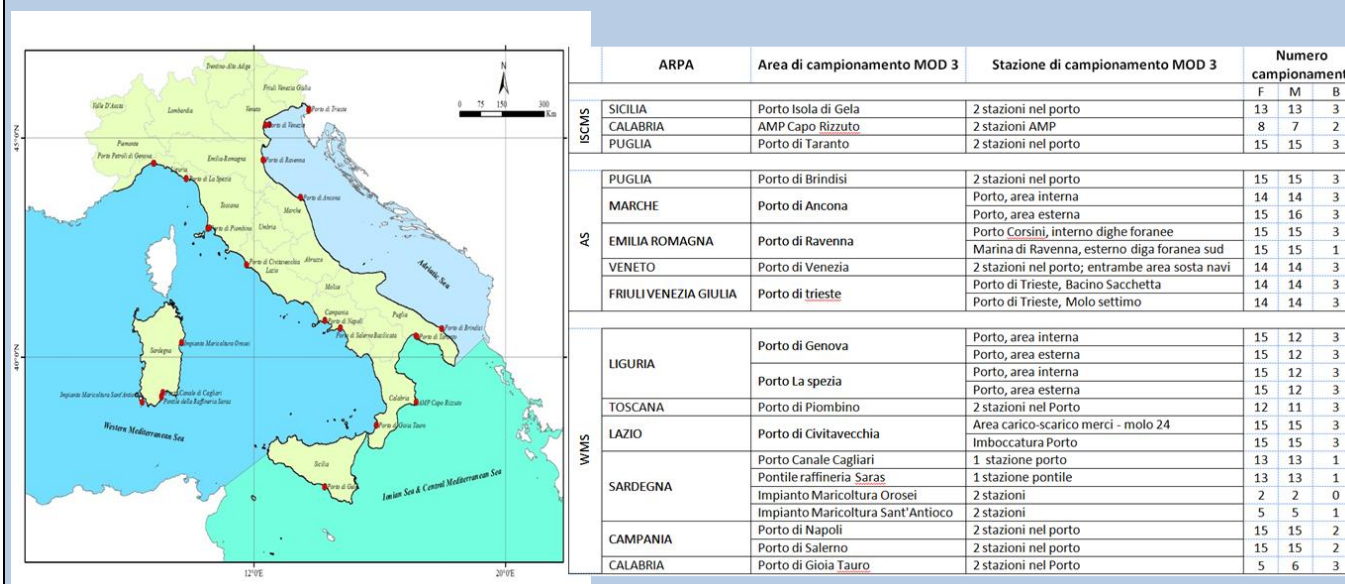 Trentino-Alto Adige
N
Friuli Venezia Giulia
Valle D'Aosta
Lombardia
Veneto
Porto di Trieste
0 75 150 300
Km
Porto di Venezia
45°0'N
Piemonte
Porto Petroli di Genova
Emilia-Romagna
Porto di Ravenna
Liguria
Porto di La Spezia
Porto di Ancona
Toscana
Marche
Porto di Piombino
Umbria
Porto di Civitavecchia
Lazio
Abruzzo
Adriatic Sea
Molise
Campania
Porto di Napoli
Puglia
Porto di Salerno
Basilicata
Porto di Brindisi
Porto di Taranto
40°0'N
Sardegna
Impianto Maricoltura Orosei
Impianto Maricoltura Sant'Antioco
Porto Canale di Cagliari
Pontile della Raffineria Saras
Calabria
AMP Capo Rizzuto
Western Mediterranean Sea
Porto di Gioia Tauro
Sicilia
Porto di Gela
Ionian Sea & Central Mediterranean Sea
12°0'E
20°0'E
ARPA Area di campionamento MOD 3 Stazione di campionamento MOD 3 Numero
campionament
F M B
ISCMS
SICILIA Porto Isola di Gela 2 stazioni nel porto 13 13 3
CALABRIA AMP Capo Rizzuto 2 stazioni AMP 8 7 2
PUGLIA Porto di Taranto 2 stazioni nel porto 15 15 3
AS
PUGLIA Porto di Brindisi 2 stazioni nel porto 15 15 3
MARCHE Porto di Ancona Porto, area interna 14 14 3
Porto, area esterna 15 16 3
EMILIA ROMAGNA Porto di Ravenna Porto Corsini, interno dighe foranee 15 15 3
Marina di Ravenna, esterno diga foranea sud 15 15 1
VENETO Porto di Venezia 2 stazioni nel porto; entrambe area sosta navi 14 14 3
FRIULI VENEZIA GIULIA Porto di trieste Porto di Trieste, Bacino Sacchetta 14 14 3
Porto di Trieste, Molo settimo 14 14 3
WMS
LIGURIA Porto di Genova Porto, area interna 15 12 3
Porto, area esterna 15 12 3
Porto La spezia Porto, area interna 15 12 3
Porto, area esterna 15 12 3
TOSCANA Porto di Piombino 2 stazioni nel Porto 12 11 3
LAZIO Porto di Civitavecchia Area carico-scarico merci - molo 24 15 15 3
Imboccatura Porto 15 15 3
SARDEGNA Porto Canale Cagliari 1 stazione porto 13 13 1
Pontile raffineria Saras 1 stazione pontile 13 13 1
Impianto Maricoltura Orosei 2 stazioni 2 2 0
Impianto Maricoltura Sant'Antioco 2 stazioni 5 5 1
CAMPANIA Porto di Napoli 2 stazioni nel porto 15 15 2
Porto di Salerno 2 stazioni nel porto 15 15 2
CALABRIA Porto di Gioia Tauro 2 stazioni nel porto 5 6 3